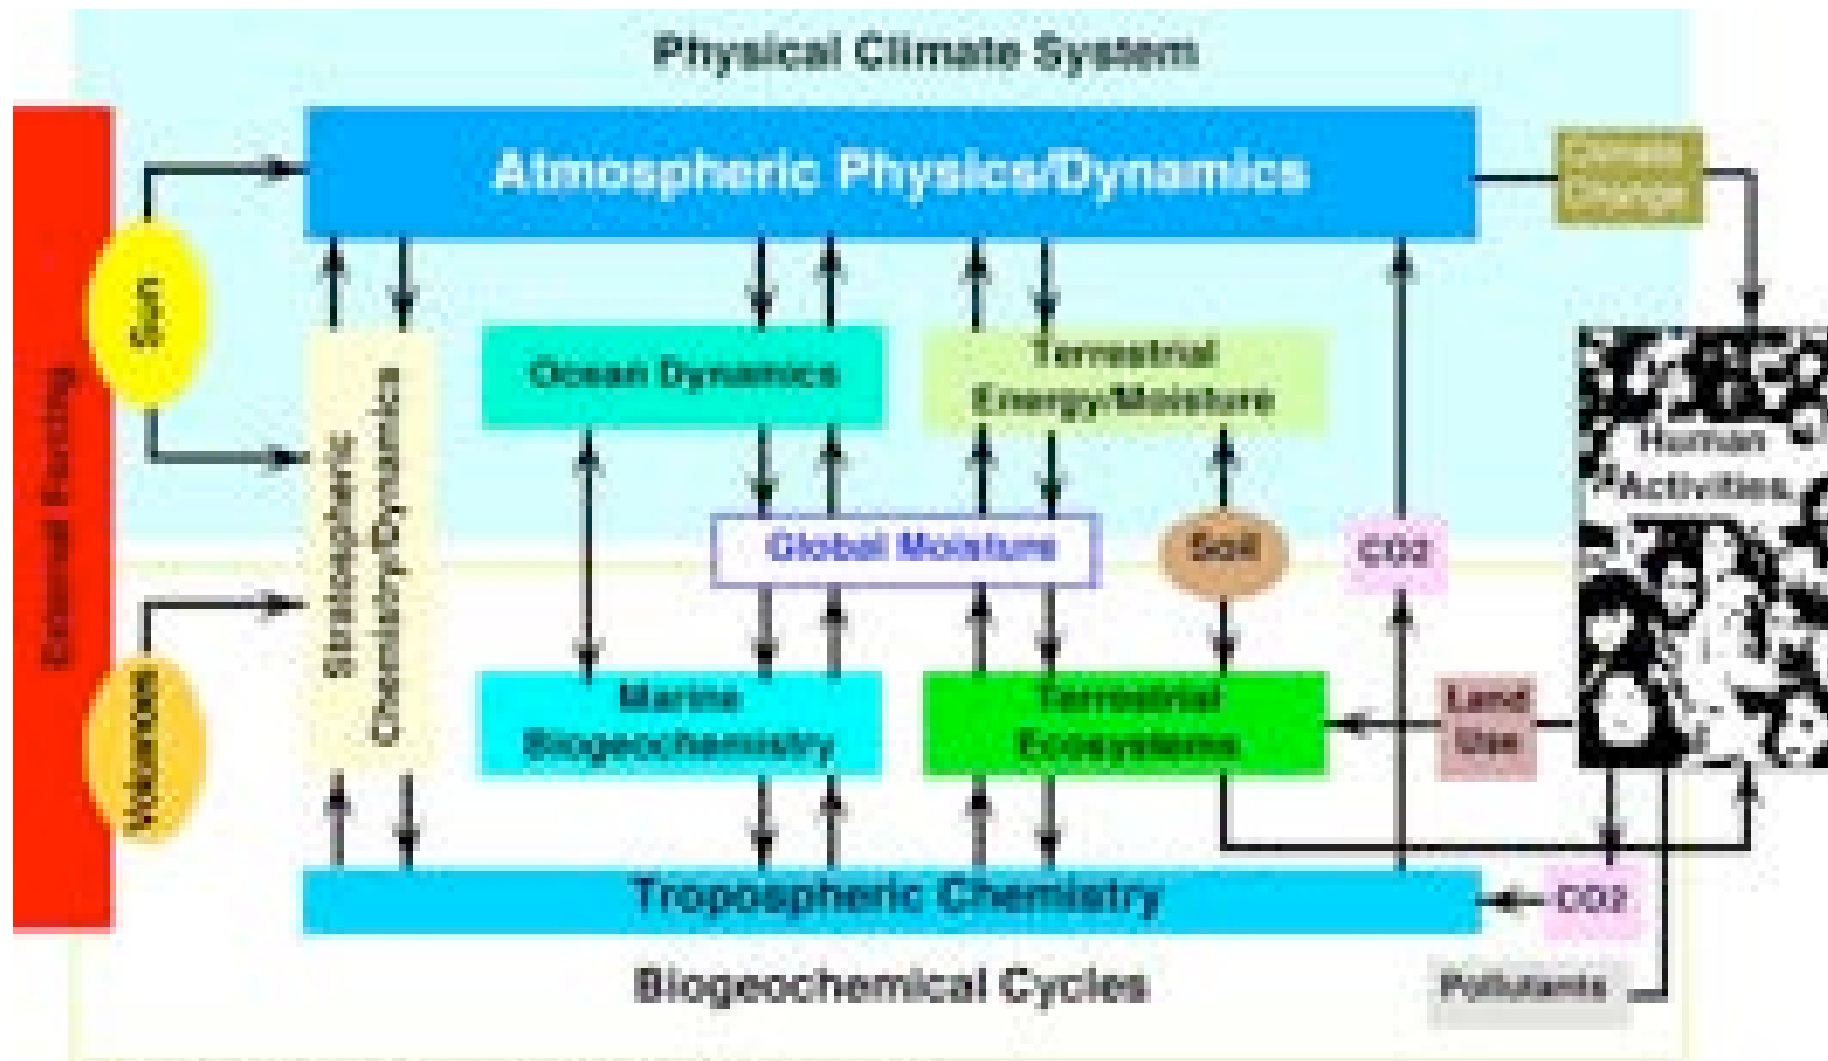 Physical Climate System
Atmospheric Physics/Dynamics
Climate
Change
External Forcing
Sun
Volcanoes
Stratospheric
Chemistry/Dynamics
Ocean Dynamics
Terrestrial
Energy/Moisture
Global Moisture
Soil
CO2
Human
Activities
Marine
Biogeochemistry
Terrestrial
Ecosystems
Land
Use
Tropospheric Chemistry
CO2
Biogeochemical Cycles
Pollutants